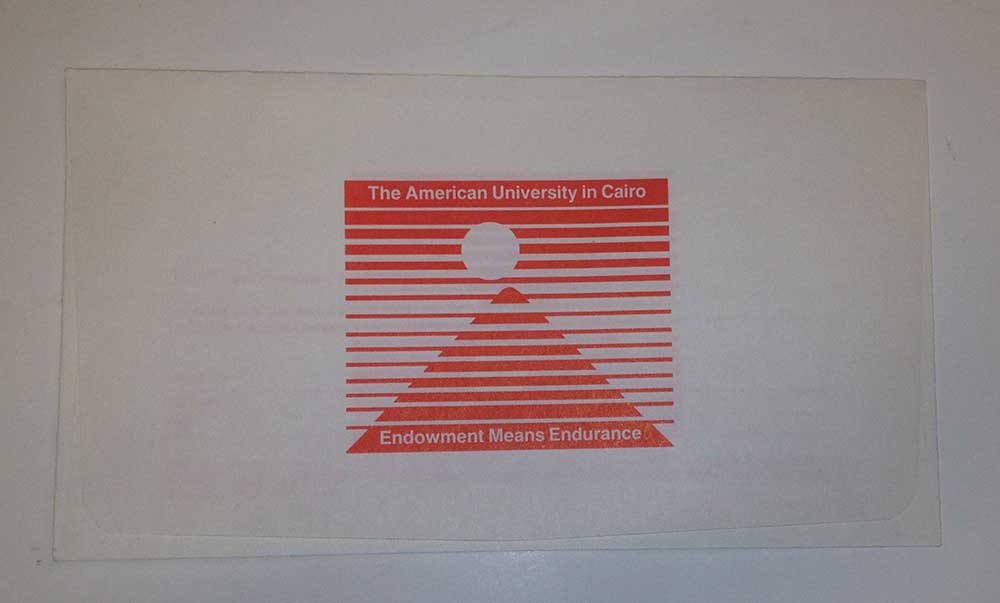 The American University in Cairo
Endowment Means Endurance